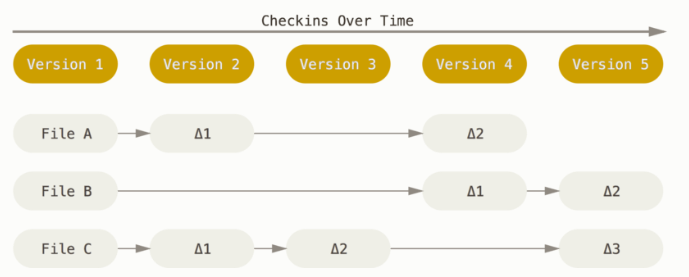 Checkins Over Time
Version 1 Version 2 Version 3 Version 4 Version 5
File A Δ1 Δ2
File B Δ1 Δ2
File C Δ1 Δ2 Δ3